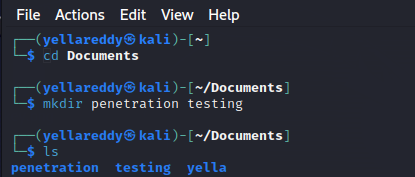 File Actions Edit View Help
┌──(yellareddy㉿kali)-[~]
└─$ cd Documents
┌──(yellareddy㉿kali)-[~/Documents]
└─$ mkdir penetration testing
┌──(yellareddy㉿kali)-[~/Documents]
└─$ ls
penetration testing yella